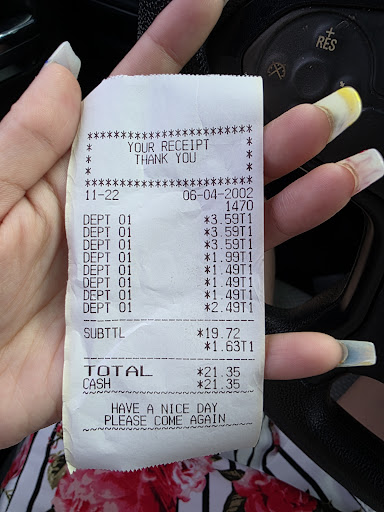 RES
****************************
* YOUR RECEIPT *
* THANK YOU *
* *
****************************
11-22 06-04-2002
1470
DEPT 01 *3.59T1
DEPT 01 *3.59T1
DEPT 01 *3.59T1
DEPT 01 *1.99T1
DEPT 01 *1.49T1
DEPT 01 *1.49T1
DEPT 01 *1.49T1
DEPT 01 *2.49T1
SUBTTL *19.72
*1.63T1
TOTAL *21.35
CASH *21.35
HAVE A NICE DAY
PLEASE COME AGAIN